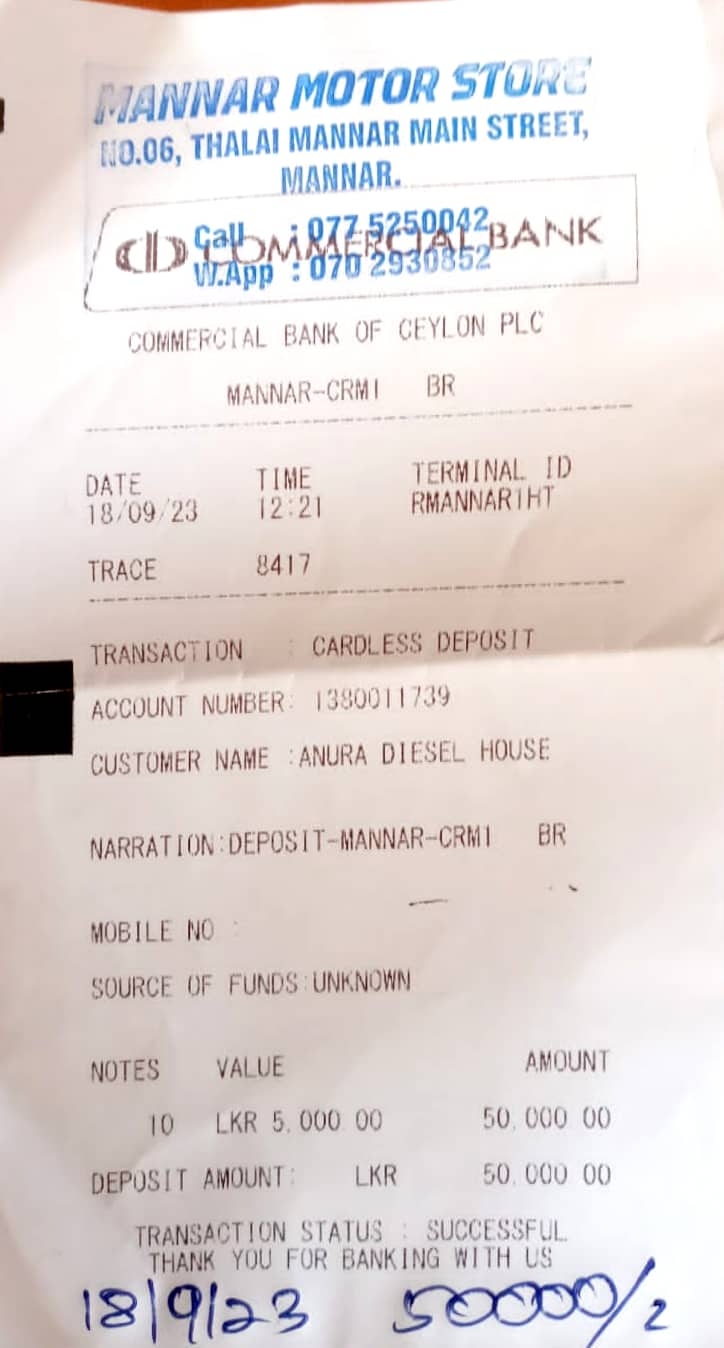 MANNAR MOTOR STORE
NO.06, THALAI MANNAR MAIN STREET,
MANNAR.
Call : 077 5250042
COMMERCIAL BANK
W.App : 070 2930852
COMMERCIAL BANK OF CEYLON PLC
MANNAR-CRM1 BR
DATE TIME TERMINAL ID
18/09/23 12:21 RMANNAR1HT
TRACE 8417
TRANSACTION : CARDLESS DEPOSIT
ACCOUNT NUMBER: 1380011739
CUSTOMER NAME :ANURA DIESEL HOUSE
NARRATION:DEPOSIT-MANNAR-CRM1 BR
MOBILE NO :
SOURCE OF FUNDS:UNKNOWN
NOTES VALUE AMOUNT
10 LKR 5,000.00 50,000.00
DEPOSIT AMOUNT: LKR 50,000.00
TRANSACTION STATUS : SUCCESSFUL
THANK YOU FOR BANKING WITH US
18/9/23 50000/2